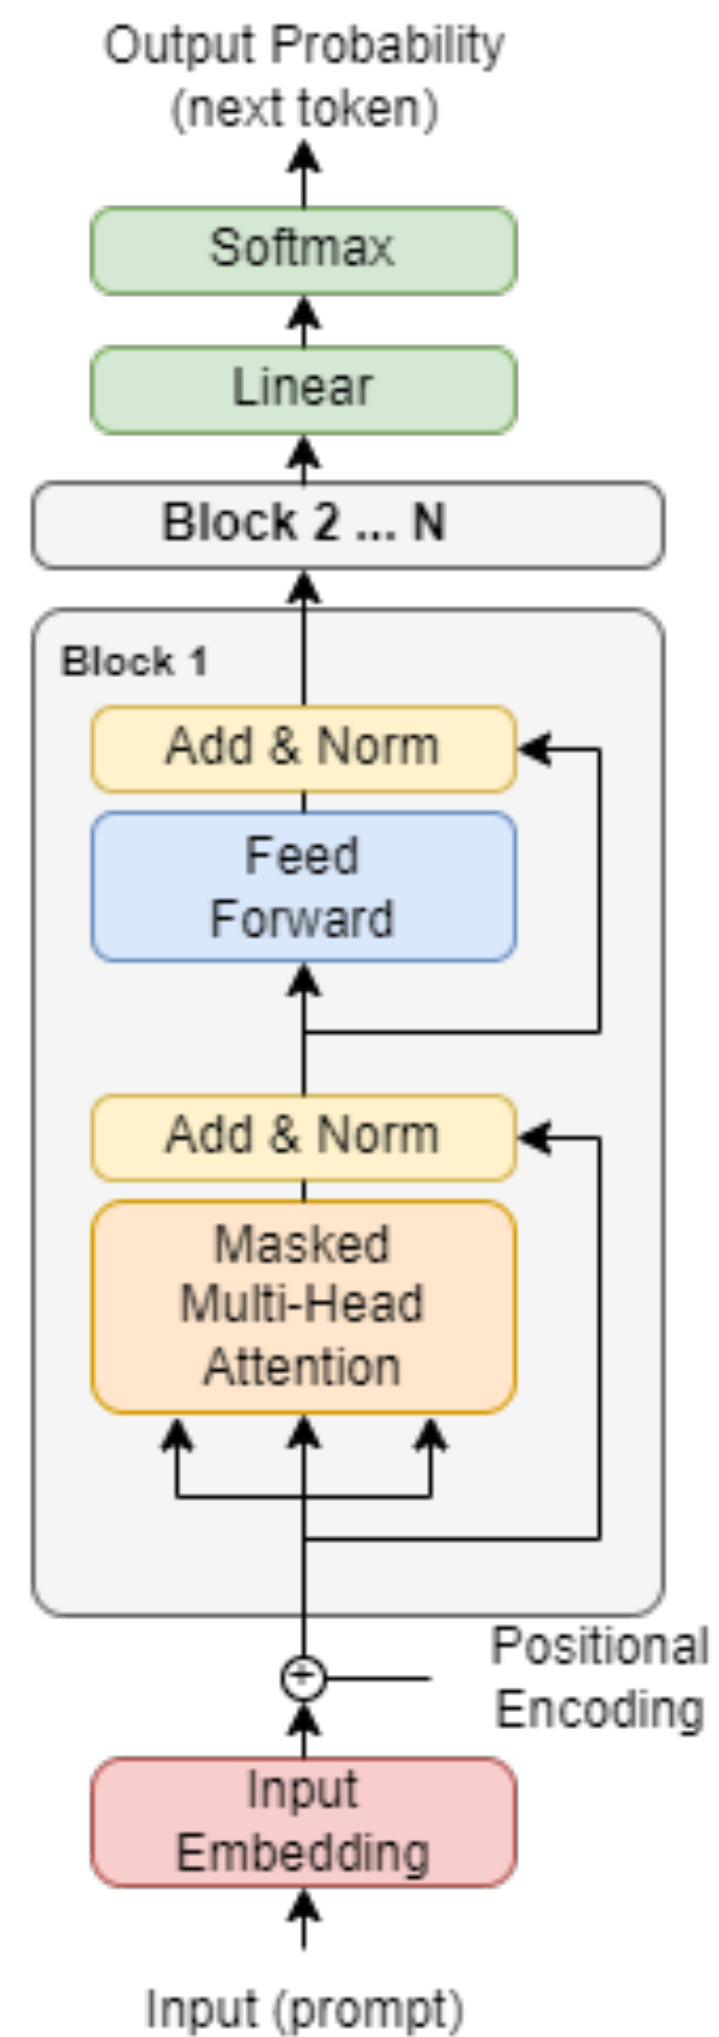 Output Probability
(next token)
Softmax
Linear
Block 2 ... N
Block 1
Add & Norm
Feed
Forward
Add & Norm
Masked
Multi-Head
Attention
+
Positional
Encoding
Input
Embedding
Input (prompt)